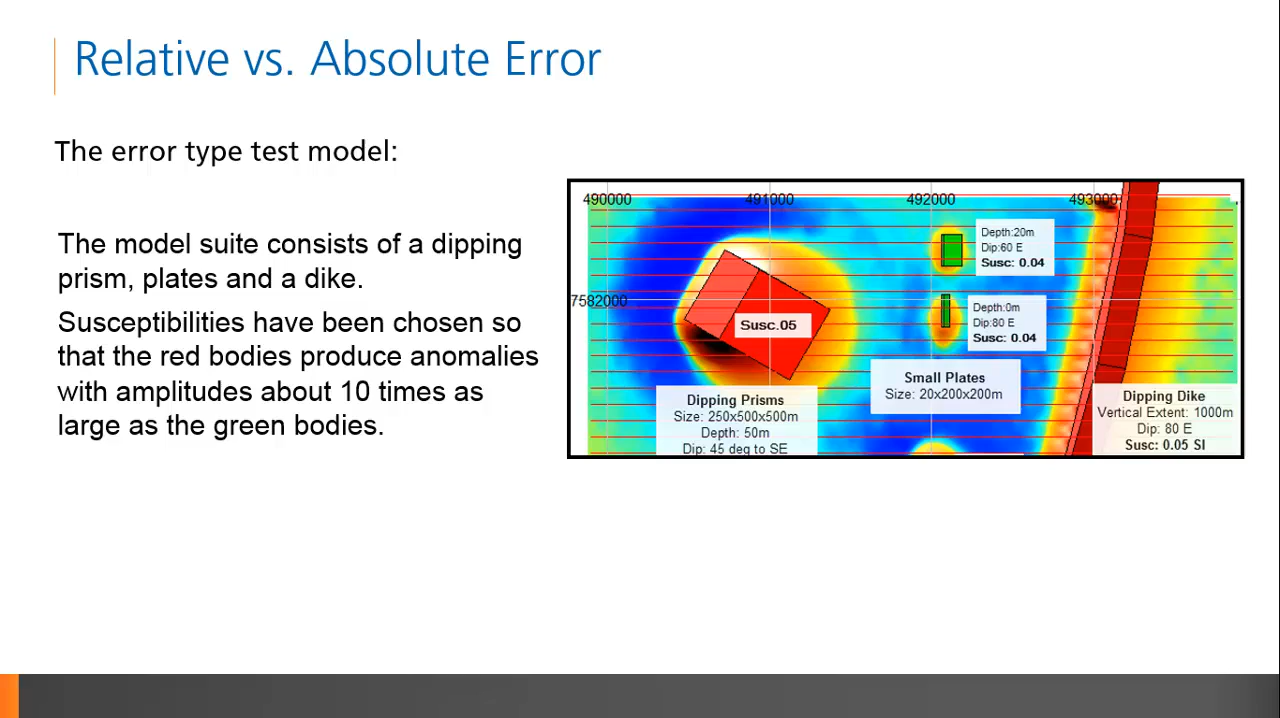 Relative vs. Absolute Error
The error type test model:
The model suite consists of a dipping
prism, plates and a dike.
Susceptibilities have been chosen so
that the red bodies produce anomalies
with amplitudes about 10 times as
large as the green bodies.
490000
491000
492000
493000
7582000
Susc.05
Dipping Prisms
Size: 250x500x500m
Depth: 50m
Dip: 45 deg to SE
Depth:20m
Dip:60 E
Susc: 0.04
Depth:0m
Dip:80 E
Susc: 0.04
Small Plates
Size: 20x200x200m
Dipping Dike
Vertical Extent: 1000m
Dip: 80 E
Susc: 0.05 SI